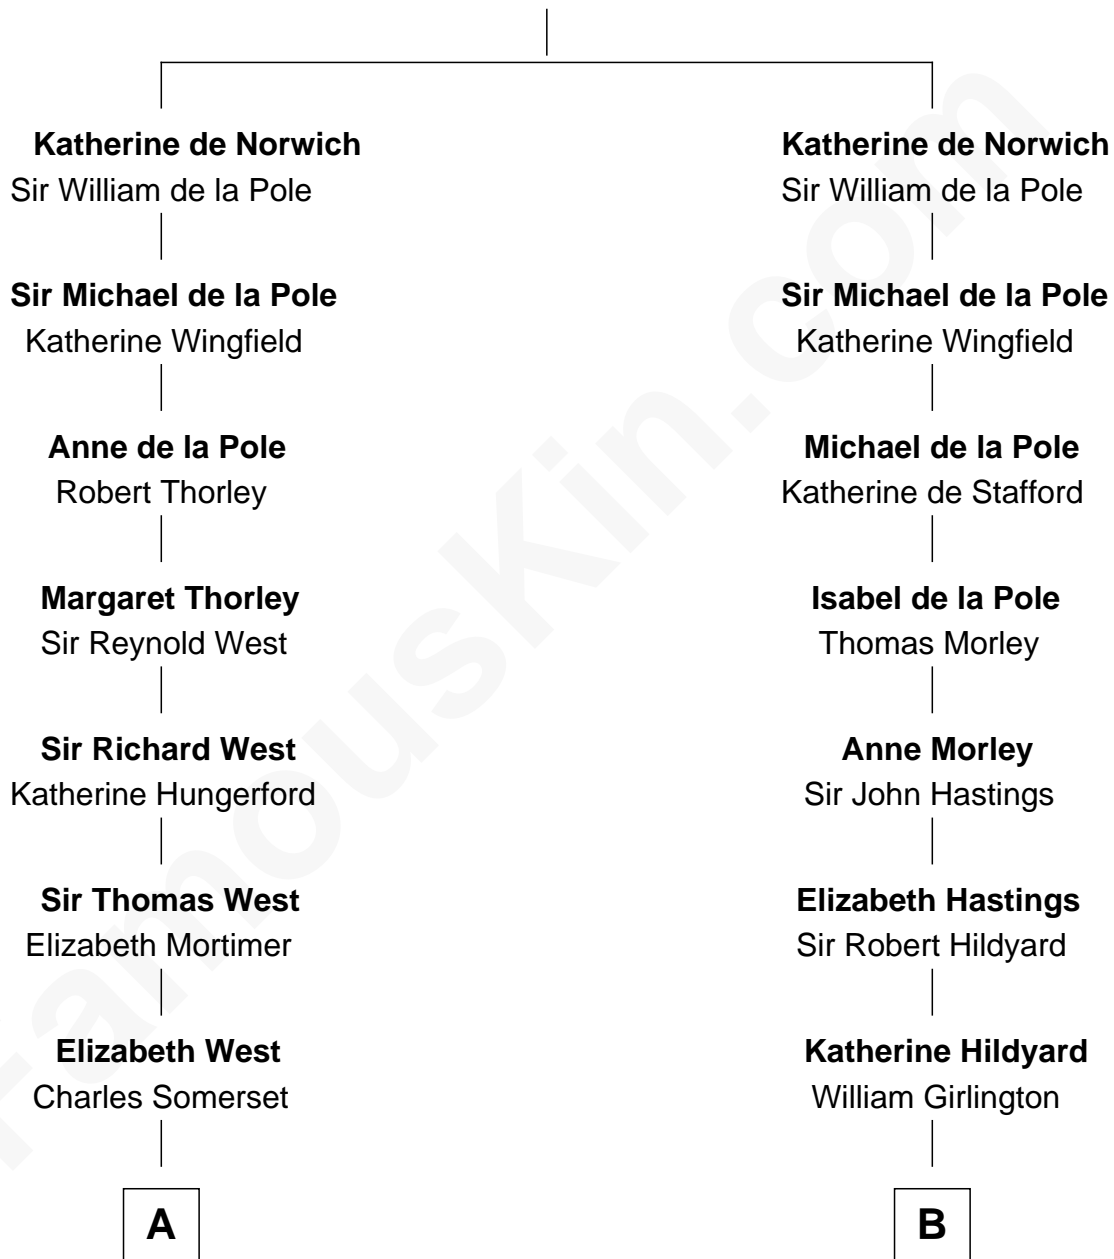 Katherine de Norwich
Sir William de la Pole
Sir Michael de la Pole
Katherine Wingfield
Anne de la Pole
Robert Thorley
Margaret Thorley
Sir Reynold West
Sir Richard West
Katherine Hungerford
Sir Thomas West
Elizabeth Mortimer
Elizabeth West
Charles Somerset
A
Katherine de Norwich
Sir William de la Pole
Sir Michael de la Pole
Katherine Wingfield
Michael de la Pole
Katherine de Stafford
Isabel de la Pole
Thomas Morley
Anne Morley
Sir John Hastings
Elizabeth Hastings
Sir Robert Hildyard
Katherine Hildyard
William Girlington
B
FamousKin.com